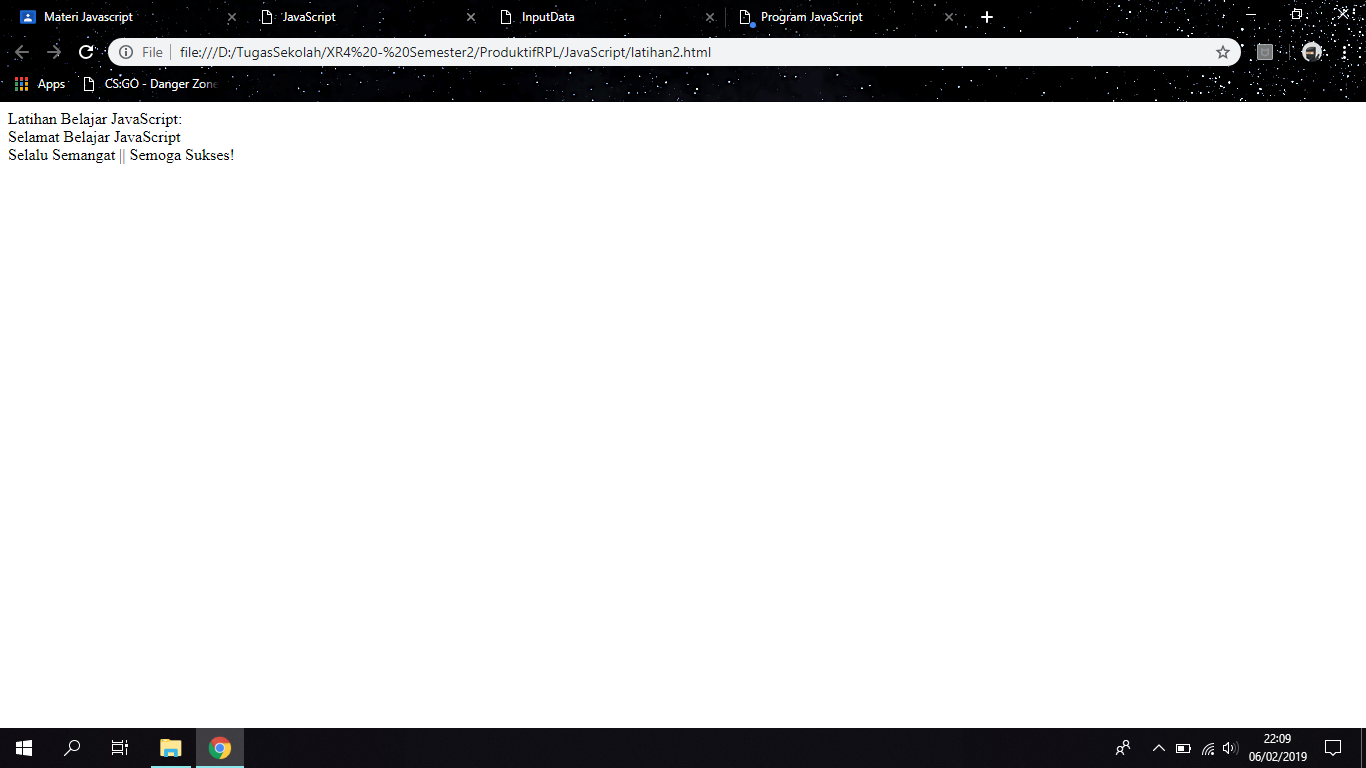 Materi Javascript
JavaScript
InputData
Program JavaScript
File
file:///D:/TugasSekolah/XR4%20-%20Semester2/ProduktifRPL/JavaScript/latihan2.html
Apps
CS:GO - Danger Zone
Latihan Belajar JavaScript:
Selamat Belajar JavaScript
Selalu Semangat || Semoga Sukses!
22:09
06/02/2019